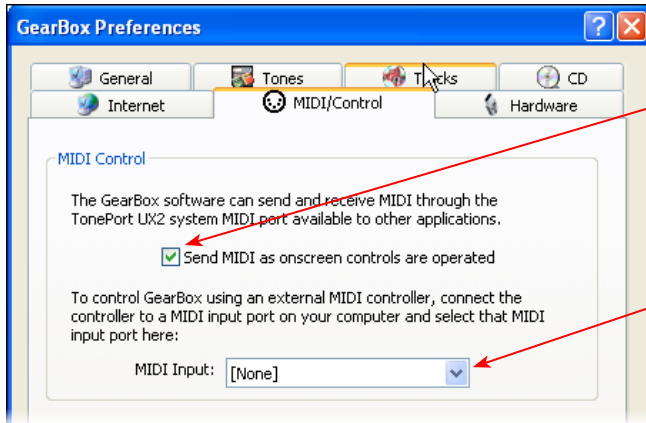 GearBox Preferences
General Tones Tracks CD
Internet MIDI/Control Hardware
MIDI Control
The GearBox software can send and receive MIDI through the
TonePort UX2 system MIDI port available to other applications.
Send MIDI as onscreen controls are operated
To control GearBox using an external MIDI controller, connect the
controller to a MIDI input port on your computer and select that MIDI
input port here:
MIDI Input: [None]